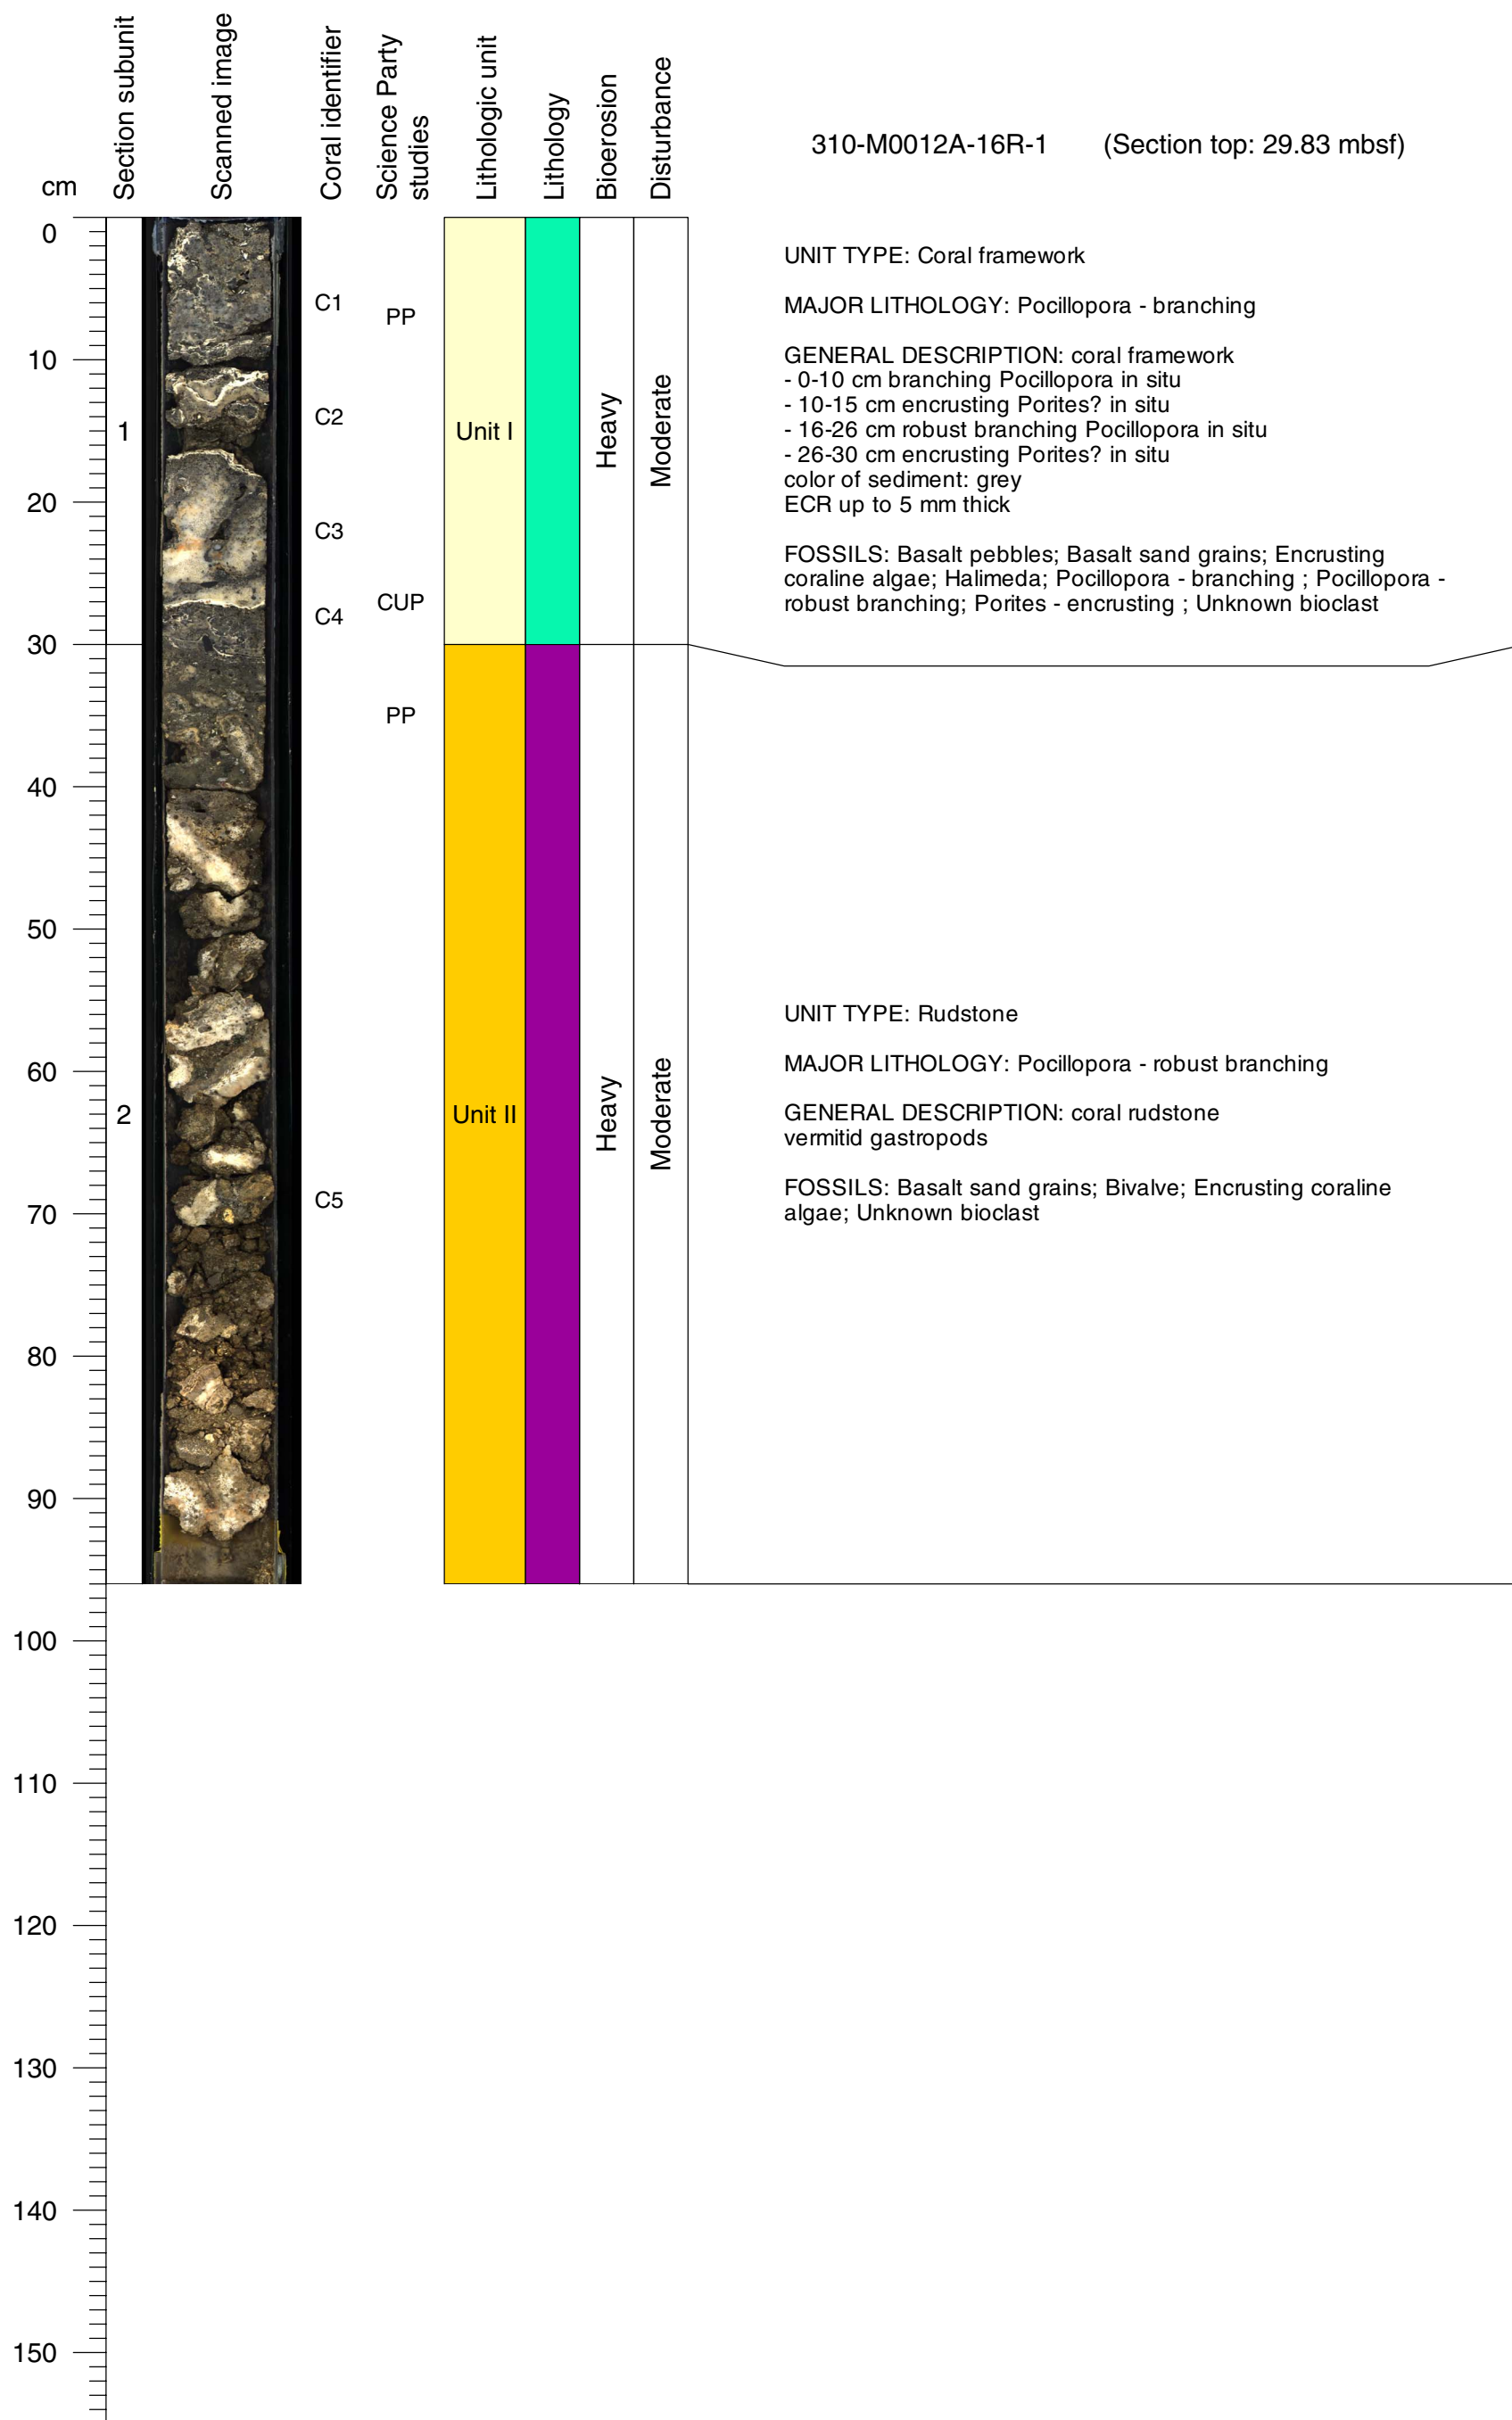 Section subunit
Scanned image
Coral identifier
Science Party
studies
Lithologic unit
Lithology
Bioerosion
Disturbance
310-M0012A-16R-1 (Section top: 29.83 mbsf)
cm
0
10
20
30
40
50
60
70
80
90
100
110
120
130
140
150
1
2
C1
C2
C3
C4
C5
PP
CUP
PP
Unit I
Unit II
Heavy
Heavy
Moderate
Moderate
UNIT TYPE: Coral framework
MAJOR LITHOLOGY: Pocillopora - branching
GENERAL DESCRIPTION: coral framework
- 0-10 cm branching Pocillopora in situ
- 10-15 cm encrusting Porites? in situ
- 16-26 cm robust branching Pocillopora in situ
- 26-30 cm encrusting Porites? in situ
color of sediment: grey
ECR up to 5 mm thick
FOSSILS: Basalt pebbles; Basalt sand grains; Encrusting
coraline algae; Halimeda; Pocillopora - branching ; Pocillopora -
robust branching; Porites - encrusting ; Unknown bioclast
UNIT TYPE: Rudstone
MAJOR LITHOLOGY: Pocillopora - robust branching
GENERAL DESCRIPTION: coral rudstone
vermitid gastropods
FOSSILS: Basalt sand grains; Bivalve; Encrusting coraline
algae; Unknown bioclast